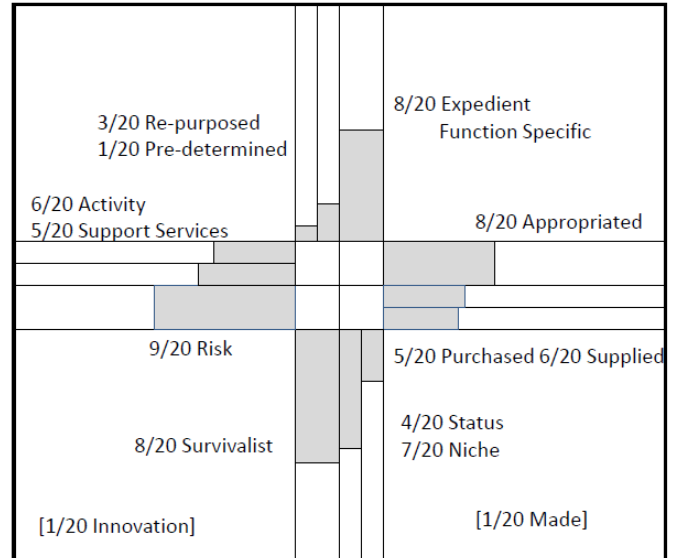 3/20 Re-purposed
1/20 Pre-determined
8/20 Expedient
Function Specific
6/20 Activity
5/20 Support Services
8/20 Appropriated
9/20 Risk
5/20 Purchased 6/20 Supplied
8/20 Survivalist
4/20 Status
7/20 Niche
[1/20 Innovation]
[1/20 Made]